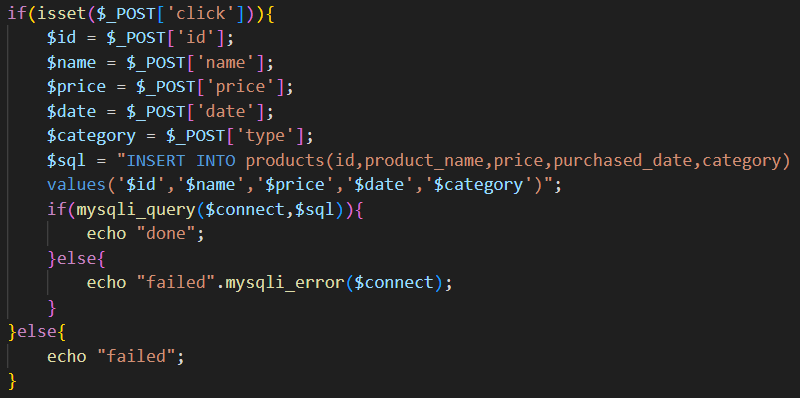 if(isset($_POST['click'])){
    $id = $_POST['id'];
    $name = $_POST['name'];
    $price = $_POST['price'];
    $date = $_POST['date'];
    $category = $_POST['type'];
    $sql = "INSERT INTO products(id,product_name,price,purchased_date,category)
    values('$id','$name','$price','$date','$category')";
    if(mysqli_query($connect,$sql)){
        echo "done";
    }else{
        echo "failed".mysqli_error($connect);
    }
}else{
    echo "failed";
}